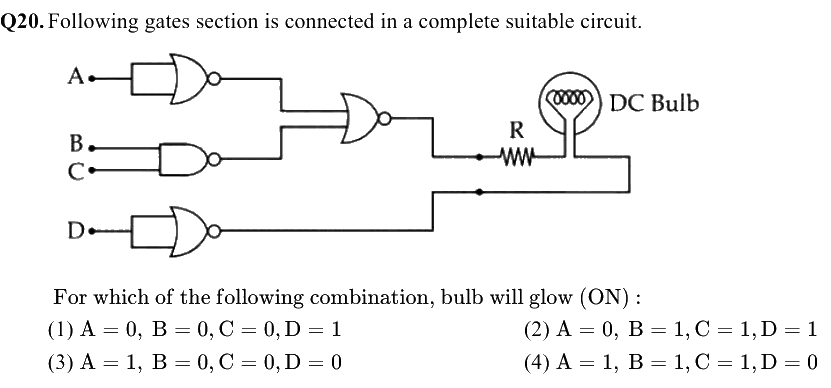 Q20. Following gates section is connected in a complete suitable circuit.
A
DC Bulb
R
B
C
D
For which of the following combination, bulb will glow (ON) :
(1) A = 0, B = 0, C = 0, D = 1
(2) A = 0, B = 1, C = 1, D = 1
(3) A = 1, B = 0, C = 0, D = 0
(4) A = 1, B = 1, C = 1, D = 0